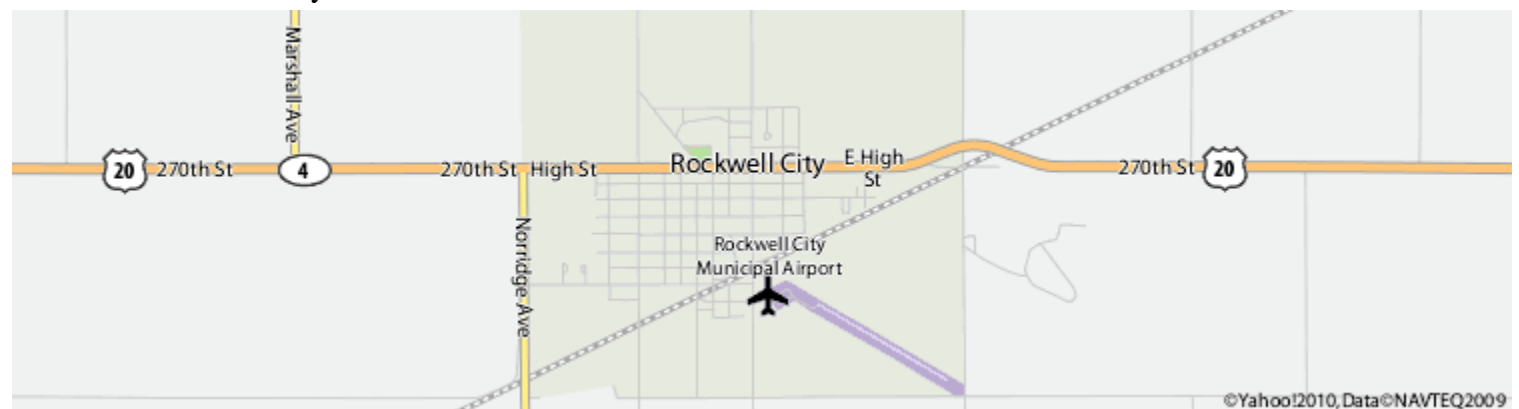 Marshall Ave
20
270th St
4
270th St
High St
Rockwell City
E High
St
270th St
20
Norridge Ave
Rockwell City
Municipal Airport
©Yahoo!2010, Data©NAVTEQ2009